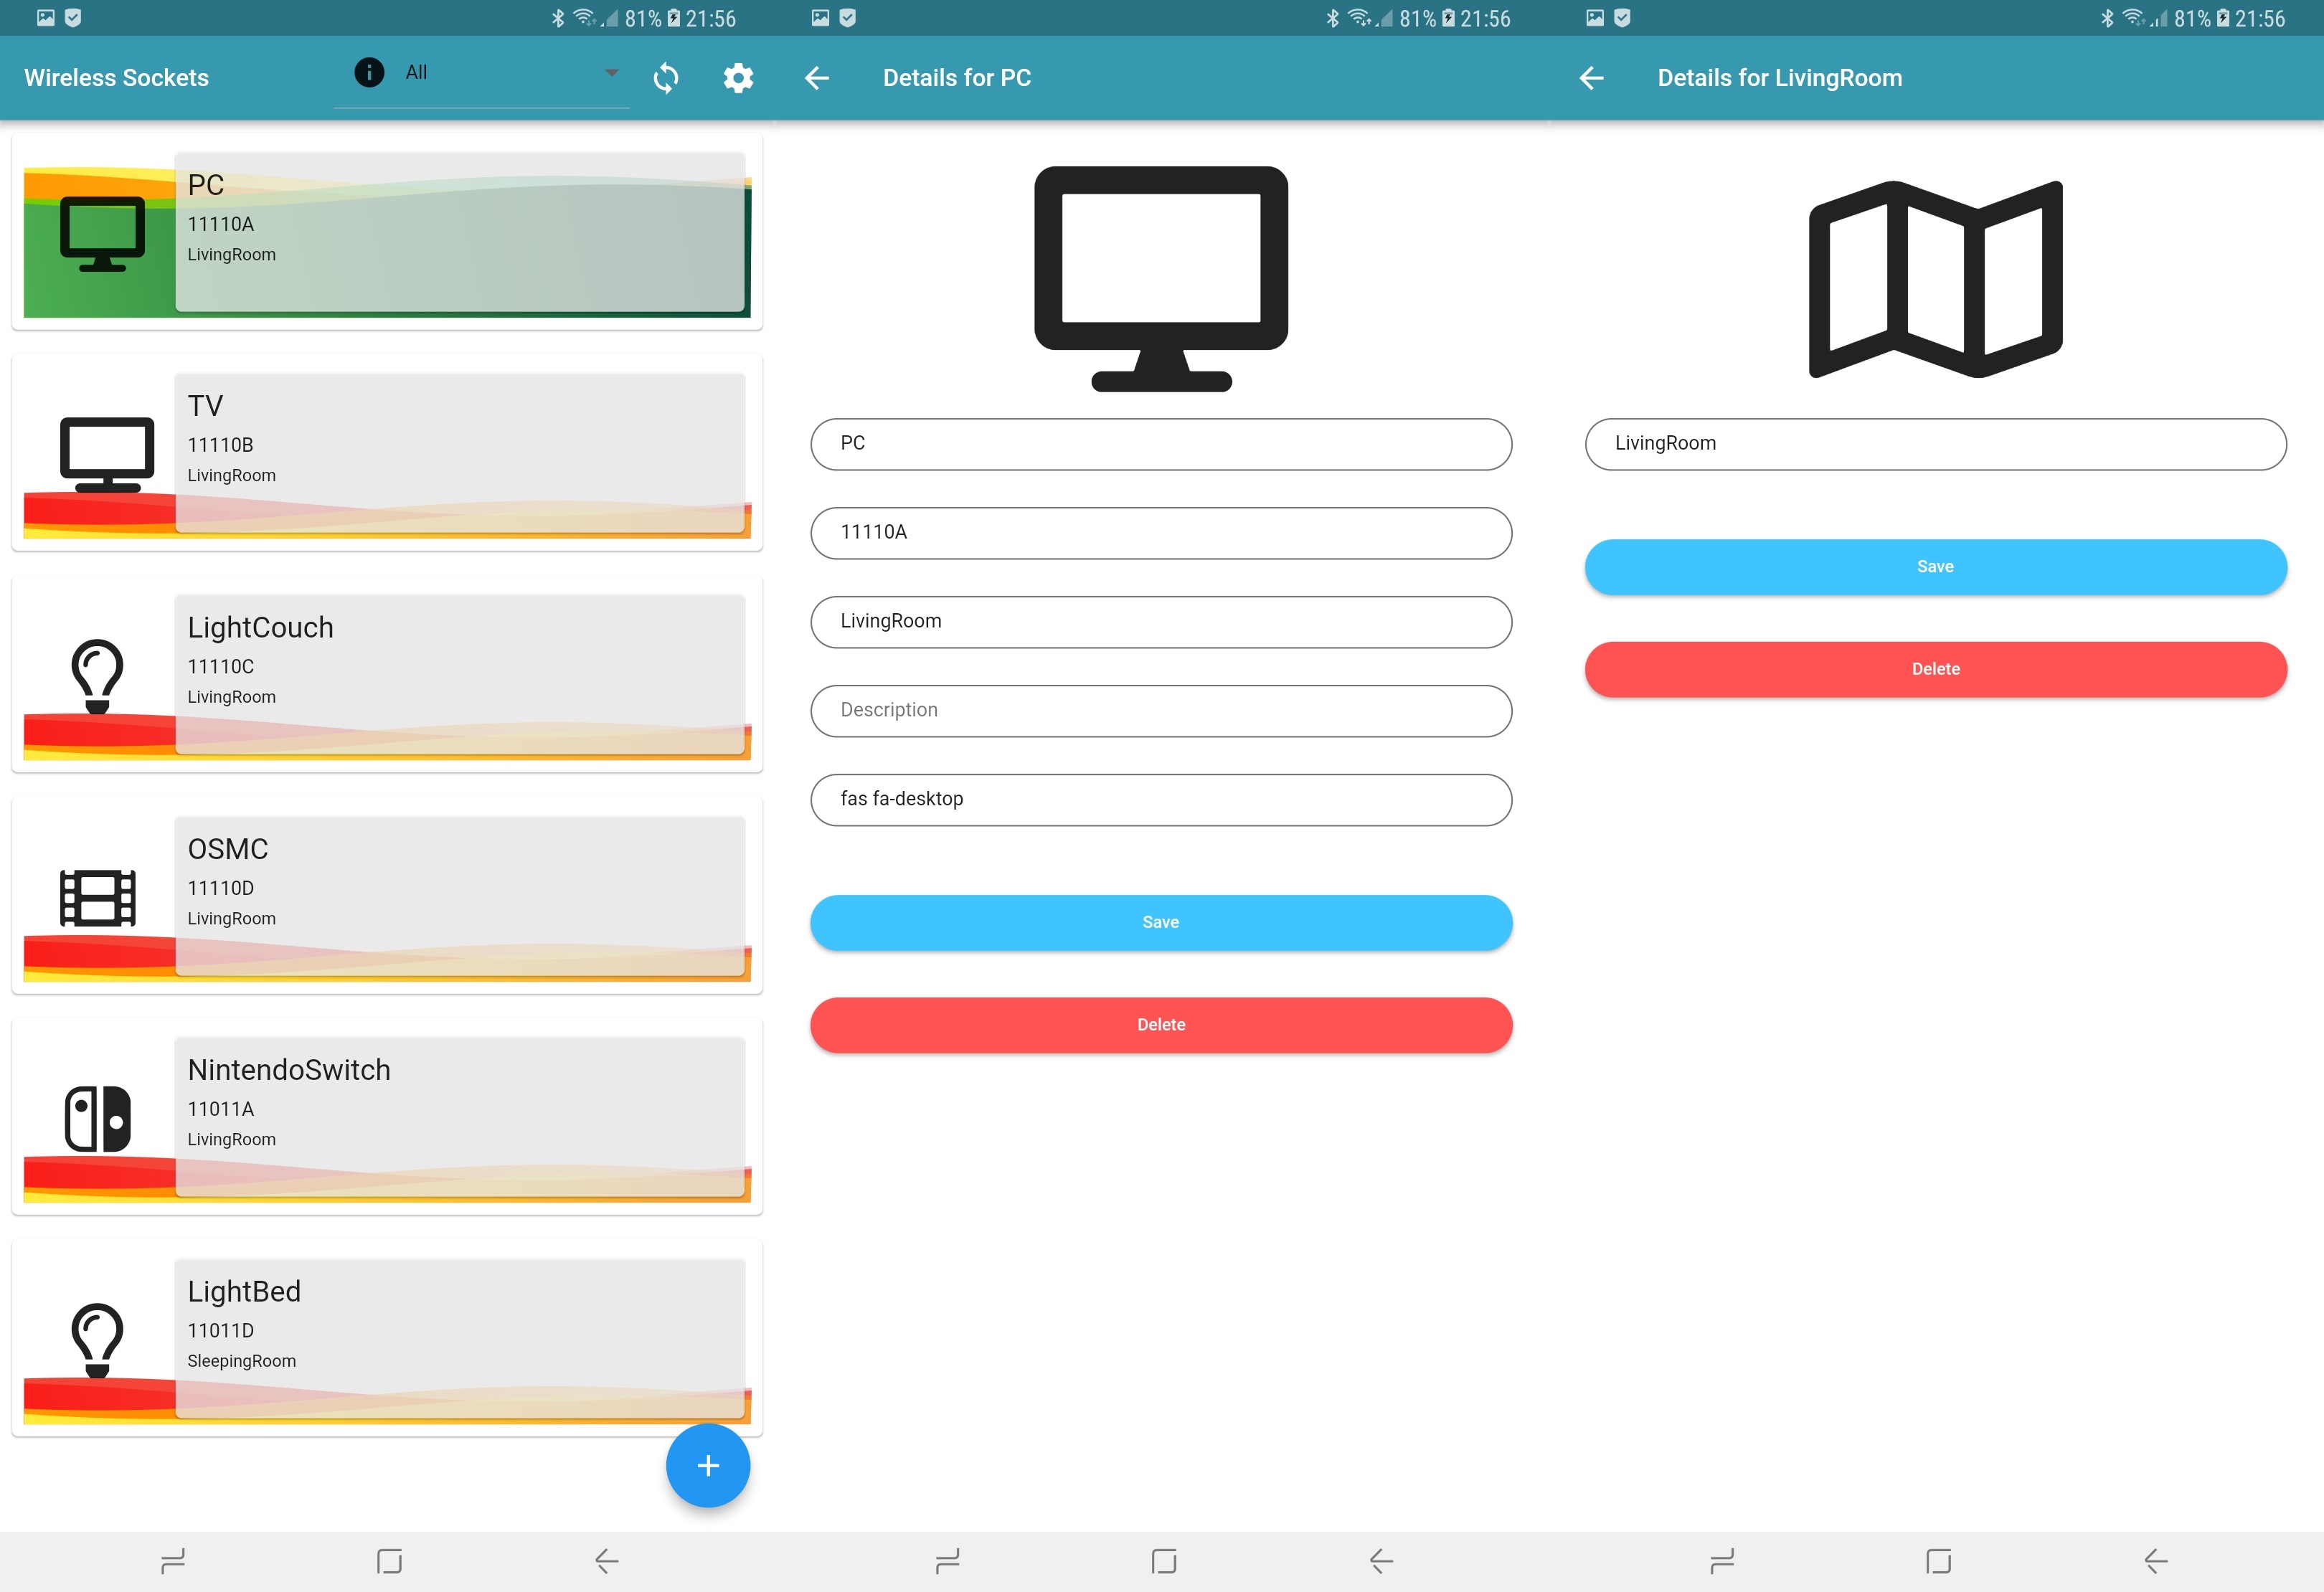 81% 21:56
Wireless Sockets
All
PC
11110A
LivingRoom
TV
11110B
LivingRoom
LightCouch
11110C
LivingRoom
OSMC
11110D
LivingRoom
NintendoSwitch
11011A
LivingRoom
LightBed
11011D
SleepingRoom
81% 21:56
Details for PC
PC
11110A
LivingRoom
Description
fas fa-desktop
Save
Delete
81% 21:56
Details for LivingRoom
LivingRoom
Save
Delete